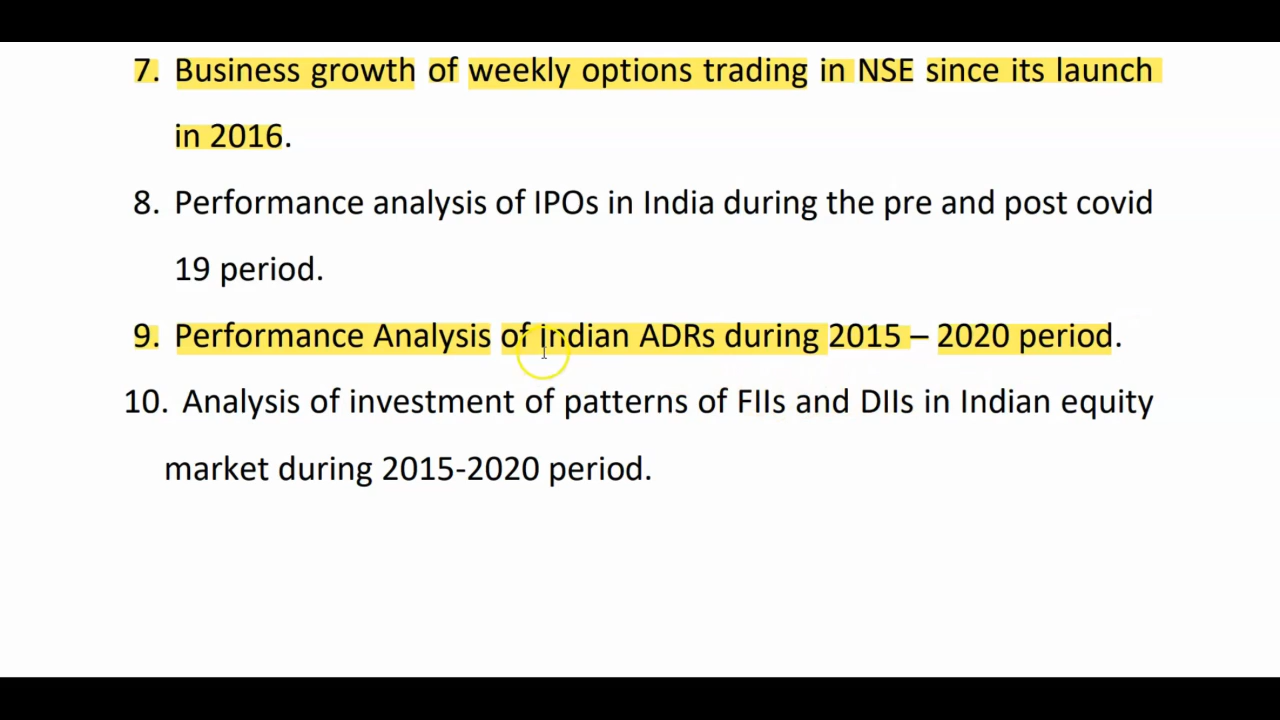 7. Business growth of weekly options trading in NSE since its launch
in 2016.
8. Performance analysis of IPOs in India during the pre and post covid
19 period.
9. Performance Analysis of Indian ADRs during 2015 – 2020 period.
10. Analysis of investment of patterns of FIIs and DIIs in Indian equity
market during 2015-2020 period.